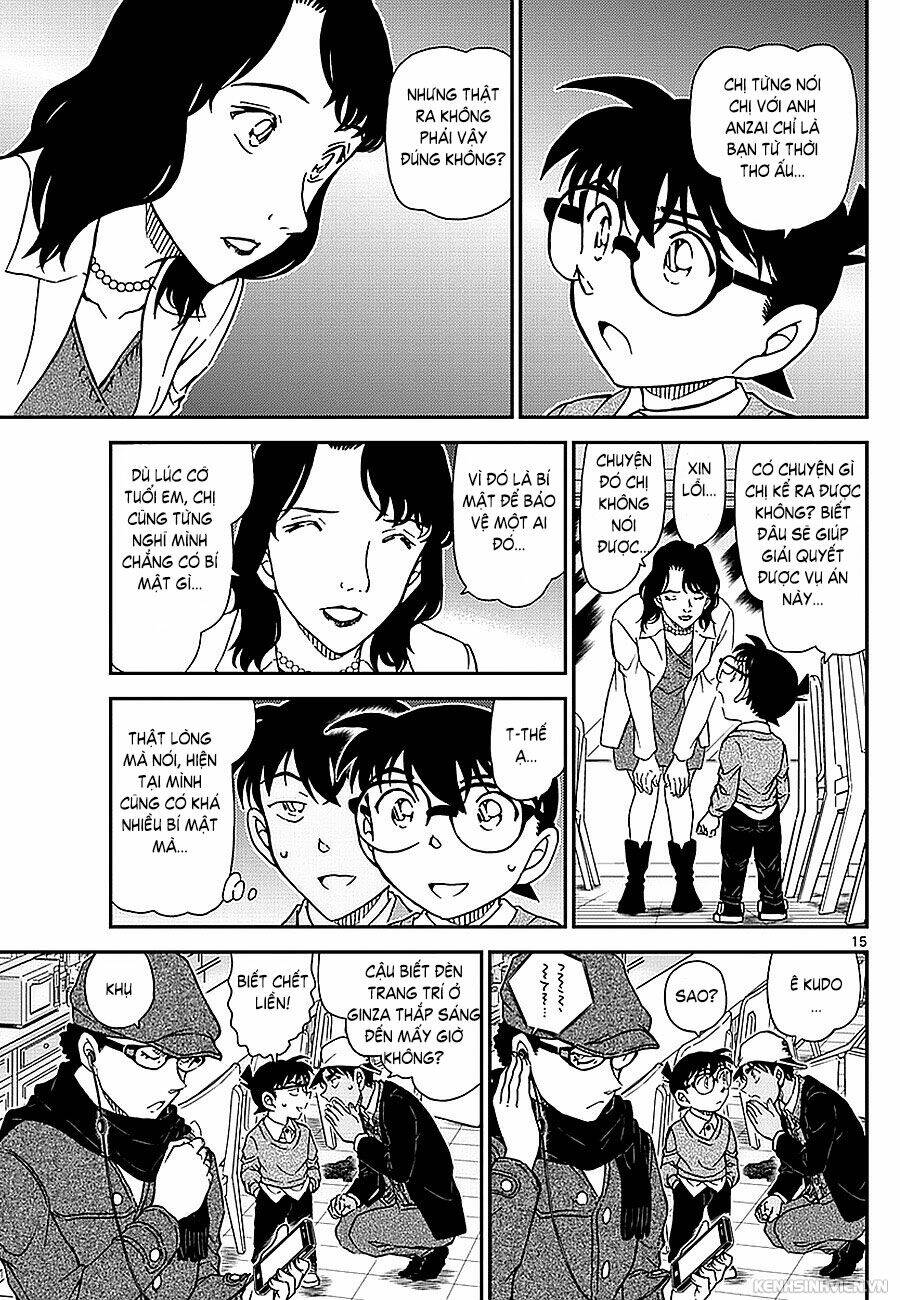 CHỊ TỪNG NÓI
CHỊ VỚI ANH
ANZAI CHỈ LÀ
BẠN TỪ THỜI
THƠ ẤU...
NHƯNG THẬT
RA KHÔNG
PHẢI VẬY
ĐÚNG KHÔNG?
CÓ CHUYỆN GÌ
CHỊ KỂ RA ĐƯỢC
KHÔNG? BIẾT
ĐÂU SẼ GIÚP
GIẢI QUYẾT
ĐƯỢC VỤ ÁN
NÀY...
XIN
LỖI...
CHUYỆN
ĐÓ CHỊ
KHÔNG
NÓI
ĐƯỢC...
VÌ ĐÓ LÀ BÍ
MẬT ĐỂ BẢO
VỆ MỘT AI
ĐÓ...
DÙ LÚC CỠ
TUỔI EM, CHỊ
CŨNG TỪNG
NGHĨ MÌNH
CHẲNG CÓ BÍ
MẬT GÌ...
T-THẾ
Ạ...
THẬT LÒNG
MÀ NÓI, HIỆN
TẠI MÌNH
CŨNG CÓ KHÁ
NHIỀU BÍ MẬT
MÀ...
15
Ê KUDO
...
SAO?
CẬU BIẾT ĐÈN
TRANG TRÍ Ở
GINZA THẮP SÁNG
ĐẾN MẤY GIỜ
KHÔNG?
BIẾT CHẾT
LIỀN!
KHỤ
KENHSINHVIEN.VN